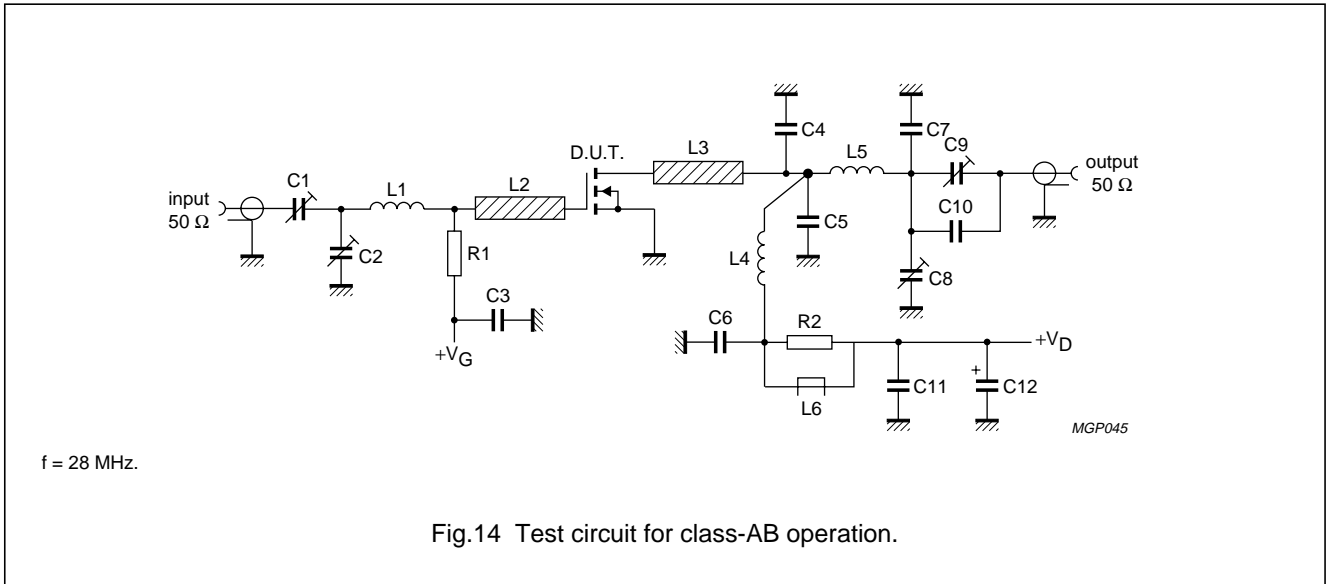 C4
C7
C9
D.U.T.
L3
L5
output
50 Ω
input
50 Ω
C1
L1
L2
C10
C2
R1
C5
L4
C8
C3
+VG
C6
R2
+VD
L6
C11
+
C12
MGP045
f = 28 MHz.
Fig.14 Test circuit for class-AB operation.